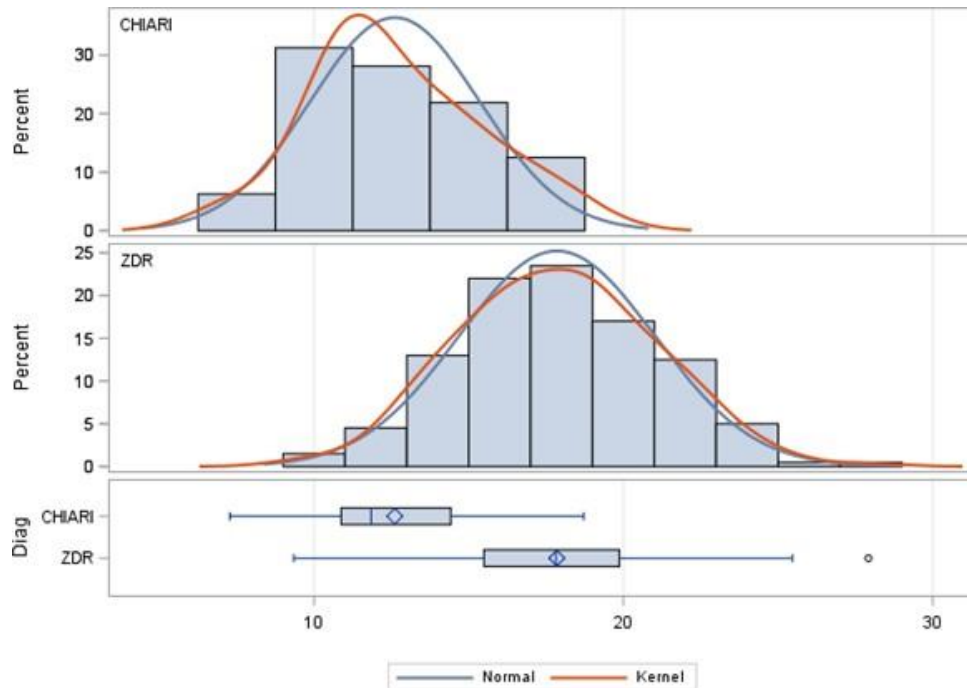 CHIARI
30
20
10
0
Percent
ZDR
25
20
15
10
5
0
Percent
CHIARI
ZDR
Diag
10 20 30
Normal Kernel